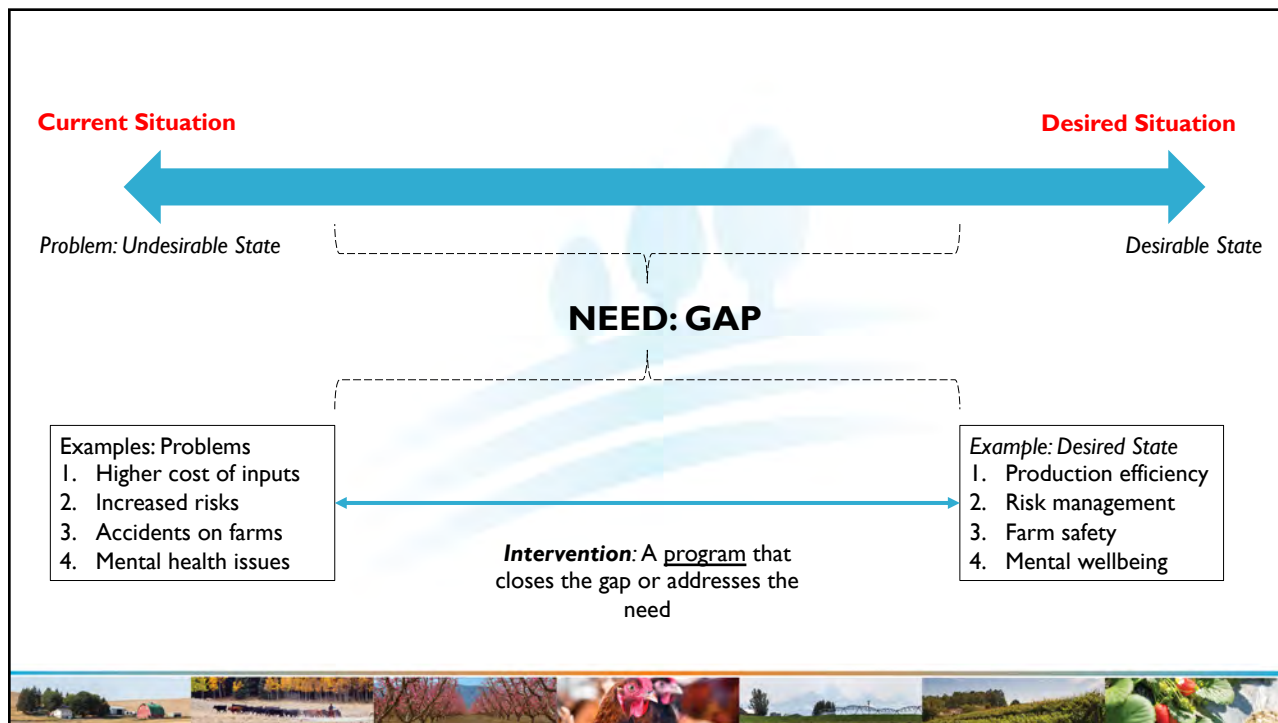 Current Situation
Desired Situation
Problem: Undesirable State
Desirable State
NEED: GAP
Examples: Problems
1. Higher cost of inputs
2. Increased risks
3. Accidents on farms
4. Mental health issues
Example: Desired State
1. Production efficiency
2. Risk management
3. Farm safety
4. Mental wellbeing
Intervention: A program that
closes the gap or addresses the
need